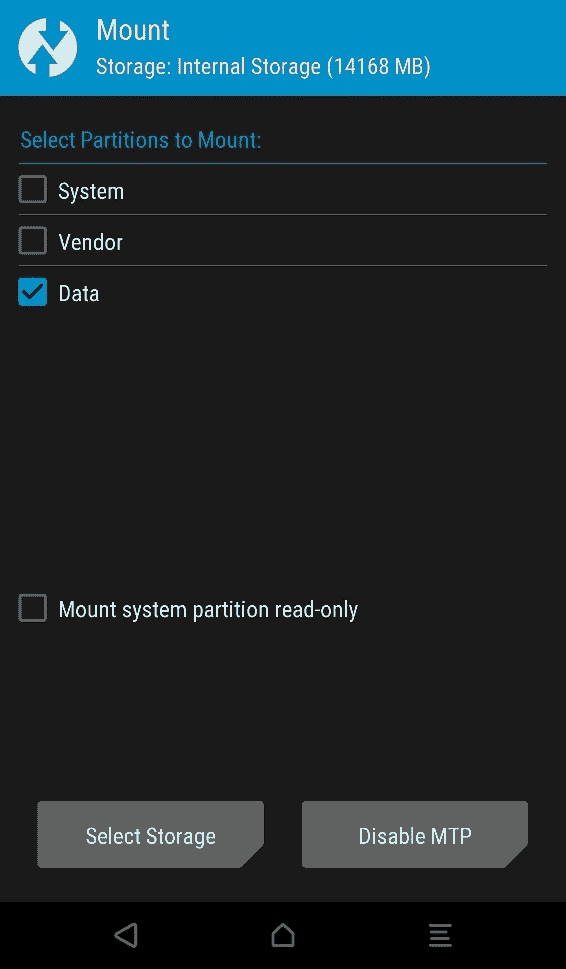 Mount
Storage: Internal Storage (14168 MB)
Select Partitions to Mount:
System
Vendor
Data
Mount system partition read-only
Select Storage
Disable MTP